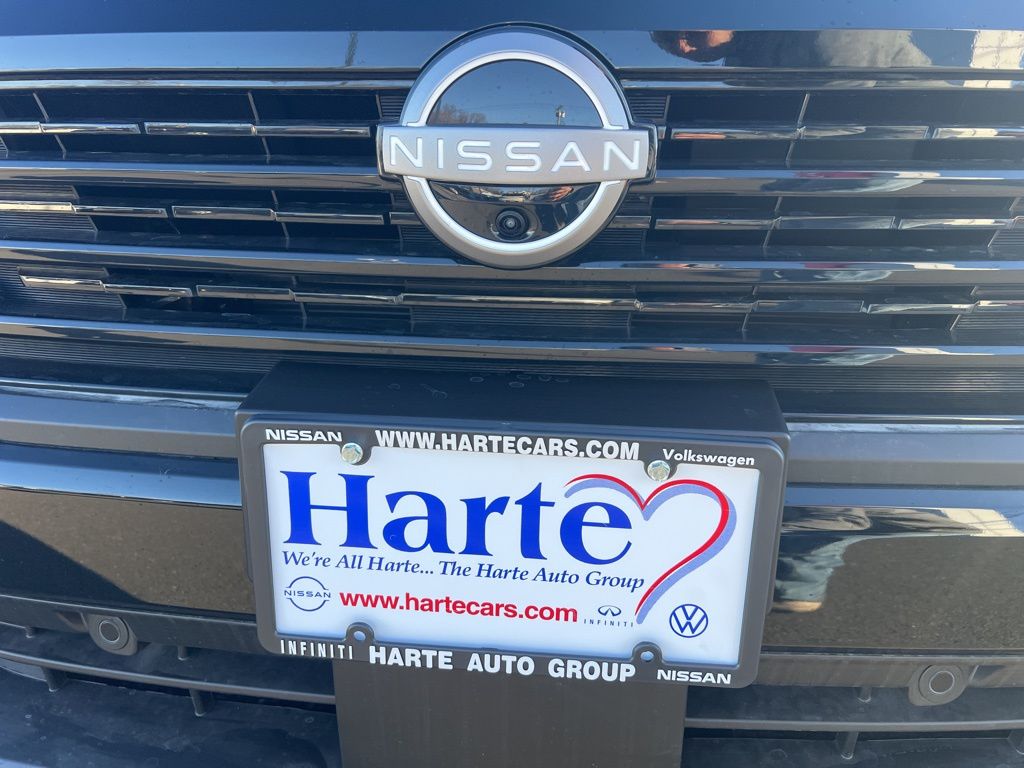 NISSAN
NISSAN WWW.HARTECARS.COM Volkswagen
Harte
We're All Harte... The Harte Auto Group
NISSAN www.hartecars.com INFINITI
INFINITI HARTE AUTO GROUP NISSAN